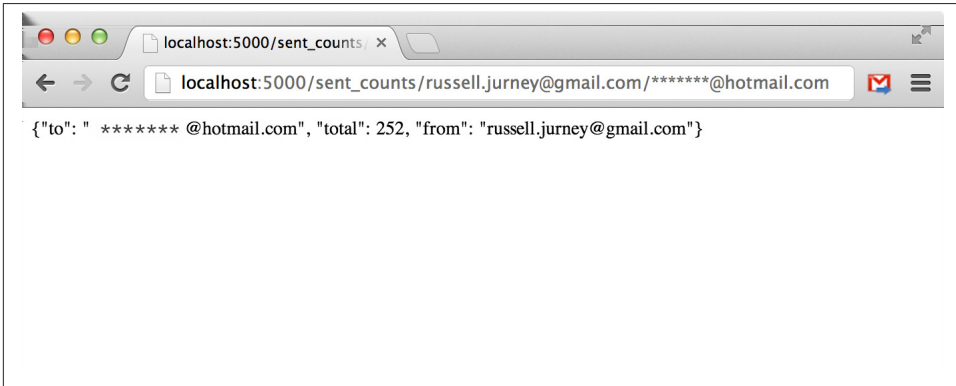 localhost:5000/sent_counts/
localhost:5000/sent_counts/russell.jurney@gmail.com/*******@hotmail.com
{"to": " ******* @hotmail.com", "total": 252, "from": "russell.jurney@gmail.com"}